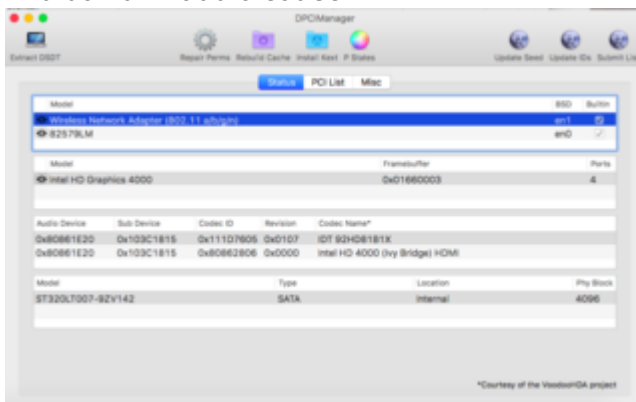 DPCIManager
Extract DSDT Repair Perms Rebuild Cache Install Kext P States Update Seed Update IDs Submit
Status PCI List Misc
Model BSD Builtin
Wireless Network Adapter (802.11 a/b/g/n) en1
82579LM en0
Model Framebuffer Ports
Intel HD Graphics 4000 0x01660003 4
Audio Device Sub Device Codec ID Revision Codec Name*
0x80861E20 0x103C1815 0x111D7605 0x0107 IDT 92HD81B1X
0x80861E20 0x103C1815 0x80862806 0x0000 Intel HD 4000 (Ivy Bridge) HDMI
Model Type Location Phy Block
ST320LT007-9ZV142 SATA Internal 4096
*Courtesy of the VoodooHDA project